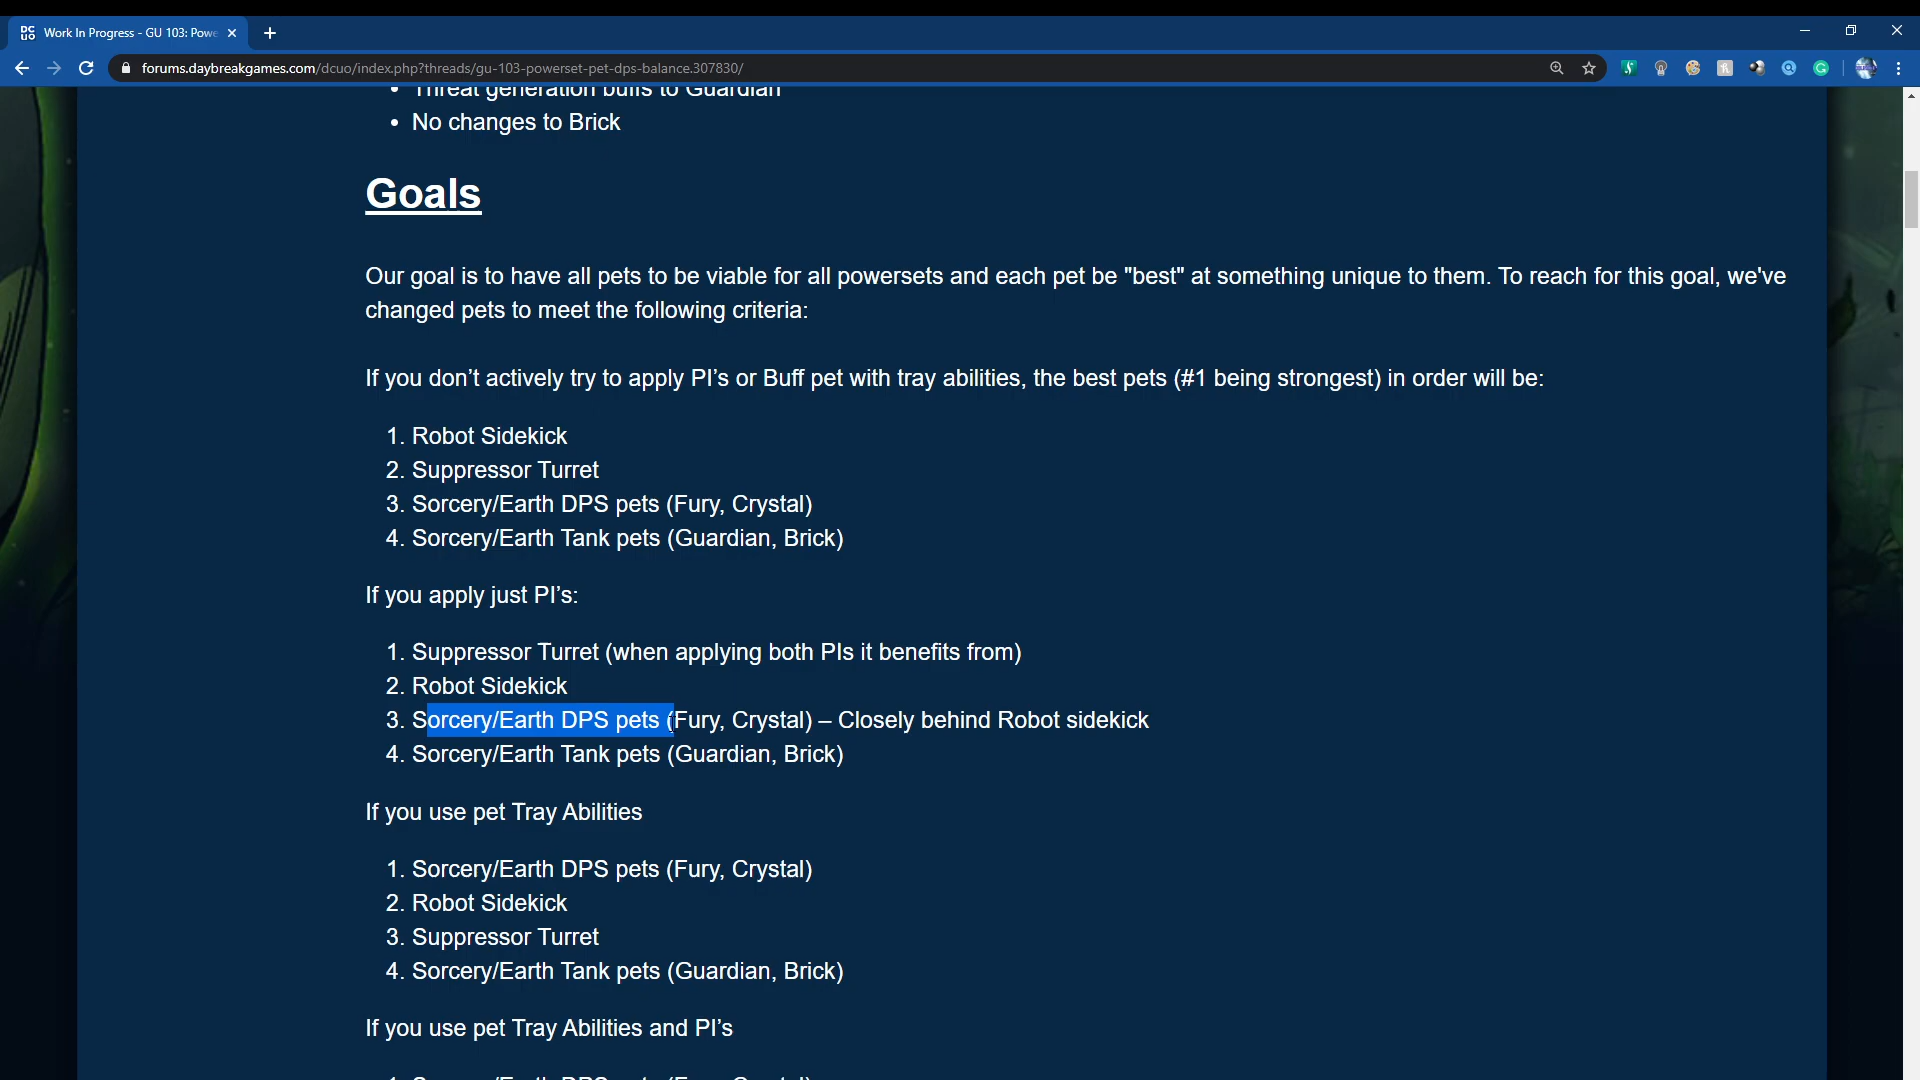 Work In Progress - GU 103: Powe
forums.daybreakgames.com/dcuo/index.php?threads/gu-103-powerset-pet-dps-balance.307830/
• Threat generation buffs to Guardian
• No changes to Brick
Goals
Our goal is to have all pets to be viable for all powersets and each pet be "best" at something unique to them. To reach for this goal, we've
changed pets to meet the following criteria:
If you don’t actively try to apply PI’s or Buff pet with tray abilities, the best pets (#1 being strongest) in order will be:
1. Robot Sidekick
2. Suppressor Turret
3. Sorcery/Earth DPS pets (Fury, Crystal)
4. Sorcery/Earth Tank pets (Guardian, Brick)
If you apply just PI’s:
1. Suppressor Turret (when applying both PIs it benefits from)
2. Robot Sidekick
3. Sorcery/Earth DPS pets (Fury, Crystal) – Closely behind Robot sidekick
4. Sorcery/Earth Tank pets (Guardian, Brick)
If you use pet Tray Abilities
1. Sorcery/Earth DPS pets (Fury, Crystal)
2. Robot Sidekick
3. Suppressor Turret
4. Sorcery/Earth Tank pets (Guardian, Brick)
If you use pet Tray Abilities and PI’s